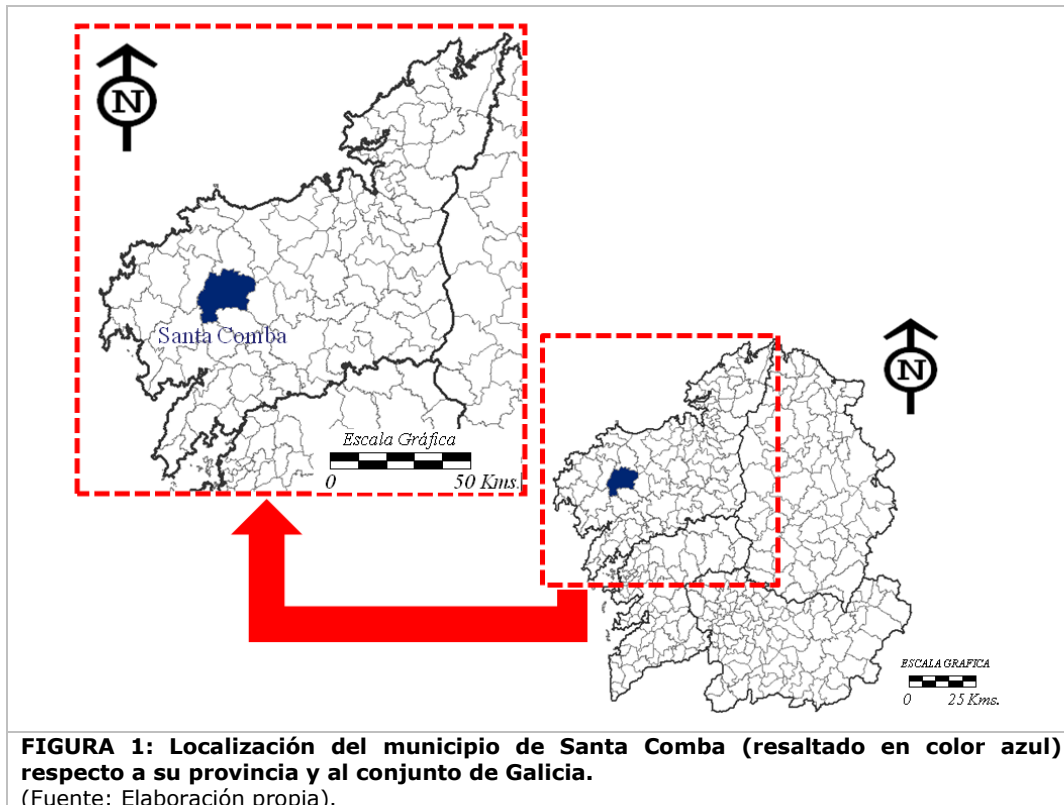 N
Santa Comba
Escala Gráfica
0 50 Kms.
N
ESCALA GRAFICA
0 25 Kms.
FIGURA 1: Localización del municipio de Santa Comba (resaltado en color azul)
respecto a su provincia y al conjunto de Galicia.
(Fuente: Elaboración propia).